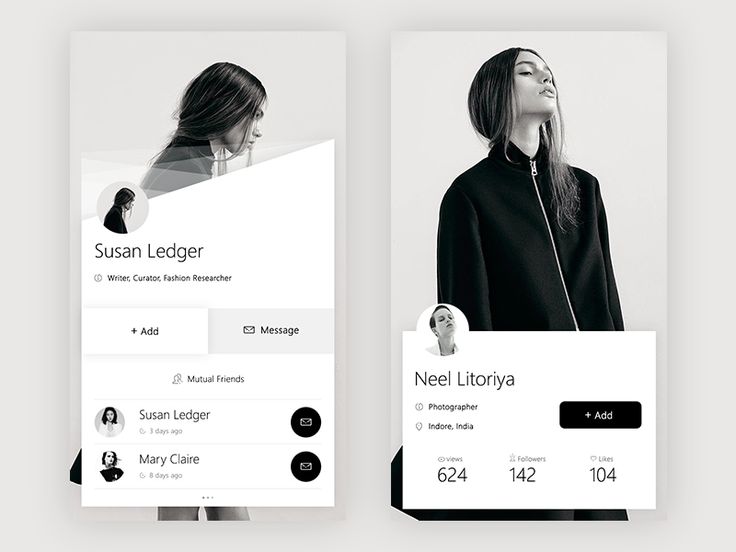 Susan Ledger
Writer, Curator, Fashion Researcher
+ Add
Message
Mutual Friends
Susan Ledger
3 days ago
Mary Claire
8 days ago
Neel Litoriya
Photographer
Indore, India
+ Add
views
Followers
Likes
624
142
104